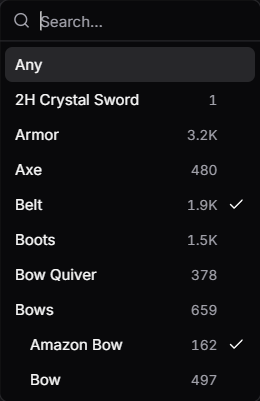 Search...
Any
2H Crystal Sword 1
Armor 3.2K
Axe 480
Belt 1.9K
Boots 1.5K
Bow Quiver 378
Bows 659
Amazon Bow 162
Bow 497